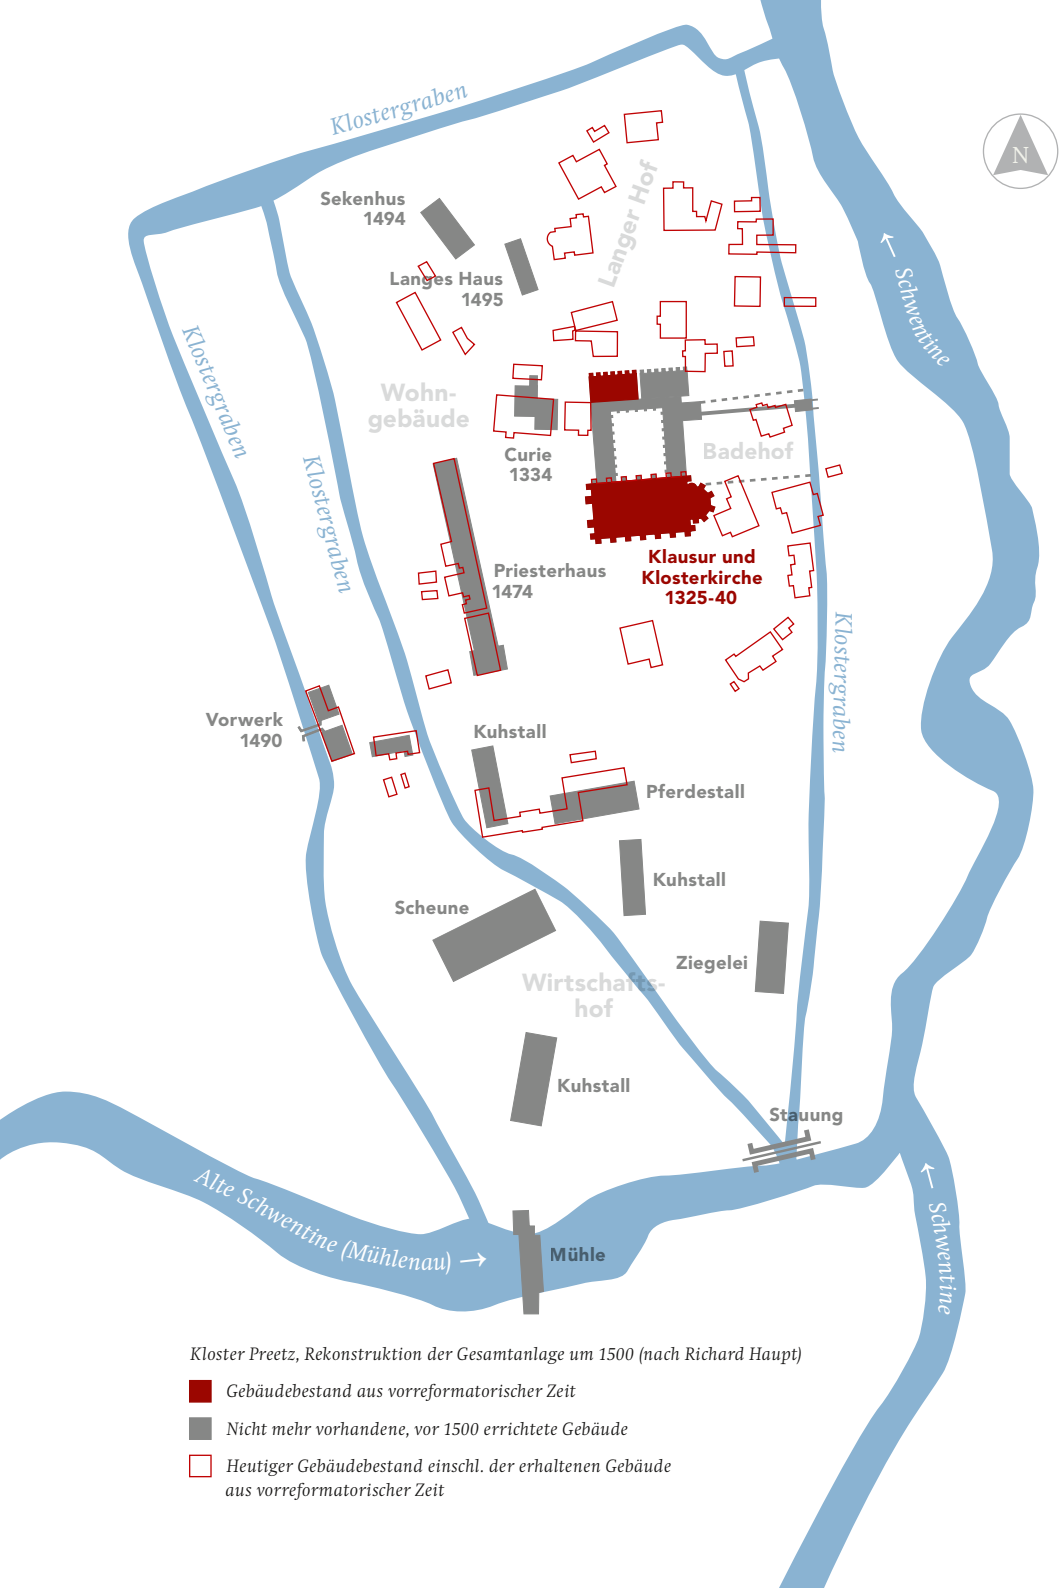 Klostergraben
N
Sekenhus
1494
Langer Hof
Langes Haus
1495
← Schwentine
Klostergraben
Wohn-
gebäude
Curie
1334
Badehof
Klostergraben
Klausur und
Klosterkirche
1325-40
Priesterhaus
1474
Klostergraben
Vorwerk
1490
Kuhstall
Pferdestall
Kuhstall
Scheune
Ziegelei
Wirtschafts-
hof
Kuhstall
Stauung
Alte Schwentine (Mühlenau) →
← Schwentine
Mühle
Kloster Preetz, Rekonstruktion der Gesamtanlage um 1500 (nach Richard Haupt)
Gebäudebestand aus vorreformatorischer Zeit
Nicht mehr vorhandene, vor 1500 errichtete Gebäude
Heutiger Gebäudebestand einschl. der erhaltenen Gebäude
aus vorreformatorischer Zeit